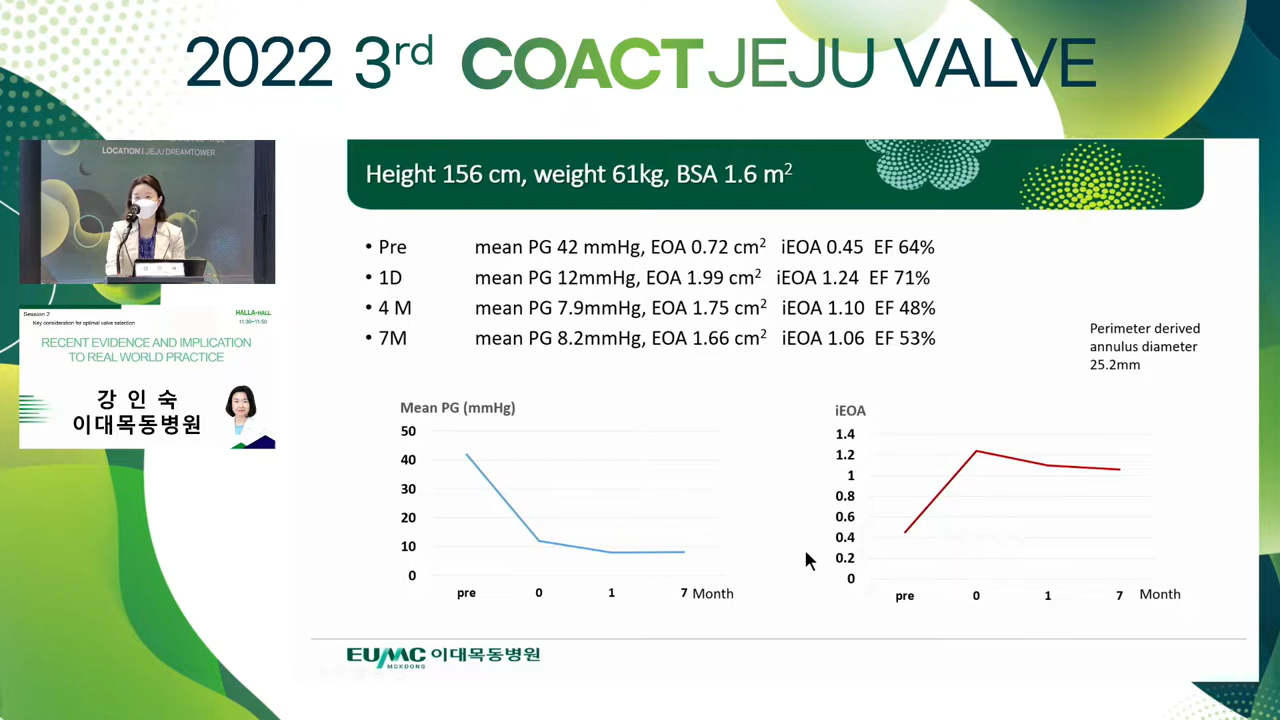 2022 3rd COACT JEJU VALVE
LOCATION | JEJU DREAMTOWER
Session 2
Key consideration for optimal valve selection
HALLA-HALL
11:30~11:50
RECENT EVIDENCE AND IMPLICATION
TO REAL WORLD PRACTICE
강 인 숙
이대목동병원
Height 156 cm, weight 61kg, BSA 1.6 m²
• Pre mean PG 42 mmHg, EOA 0.72 cm² iEOA 0.45 EF 64%
• 1D mean PG 12mmHg, EOA 1.99 cm² iEOA 1.24 EF 71%
• 4 M mean PG 7.9mmHg, EOA 1.75 cm² iEOA 1.10 EF 48%
• 7M mean PG 8.2mmHg, EOA 1.66 cm² iEOA 1.06 EF 53%
Perimeter derived
annulus diameter
25.2mm
Mean PG (mmHg)
50
40
30
20
10
0
pre 0 1 7 Month
iEOA
1.4
1.2
1
0.8
0.6
0.4
0.2
0
pre 0 1 7 Month
EUMC 이대목동병원
MOKDONG